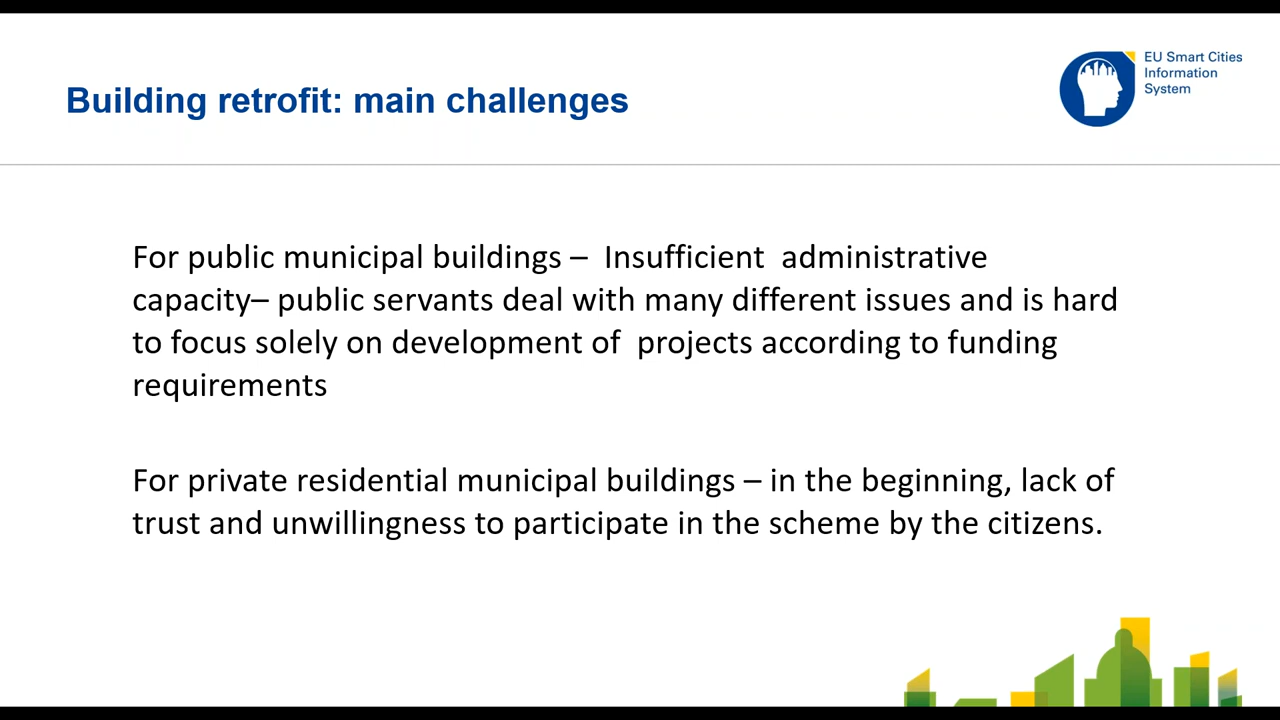 Building retrofit: main challenges
EU Smart Cities
Information
System
For public municipal buildings –  Insufficient  administrative
capacity– public servants deal with many different issues and is hard
to focus solely on development of  projects according to funding
requirements
For private residential municipal buildings – in the beginning, lack of
trust and unwillingness to participate in the scheme by the citizens.